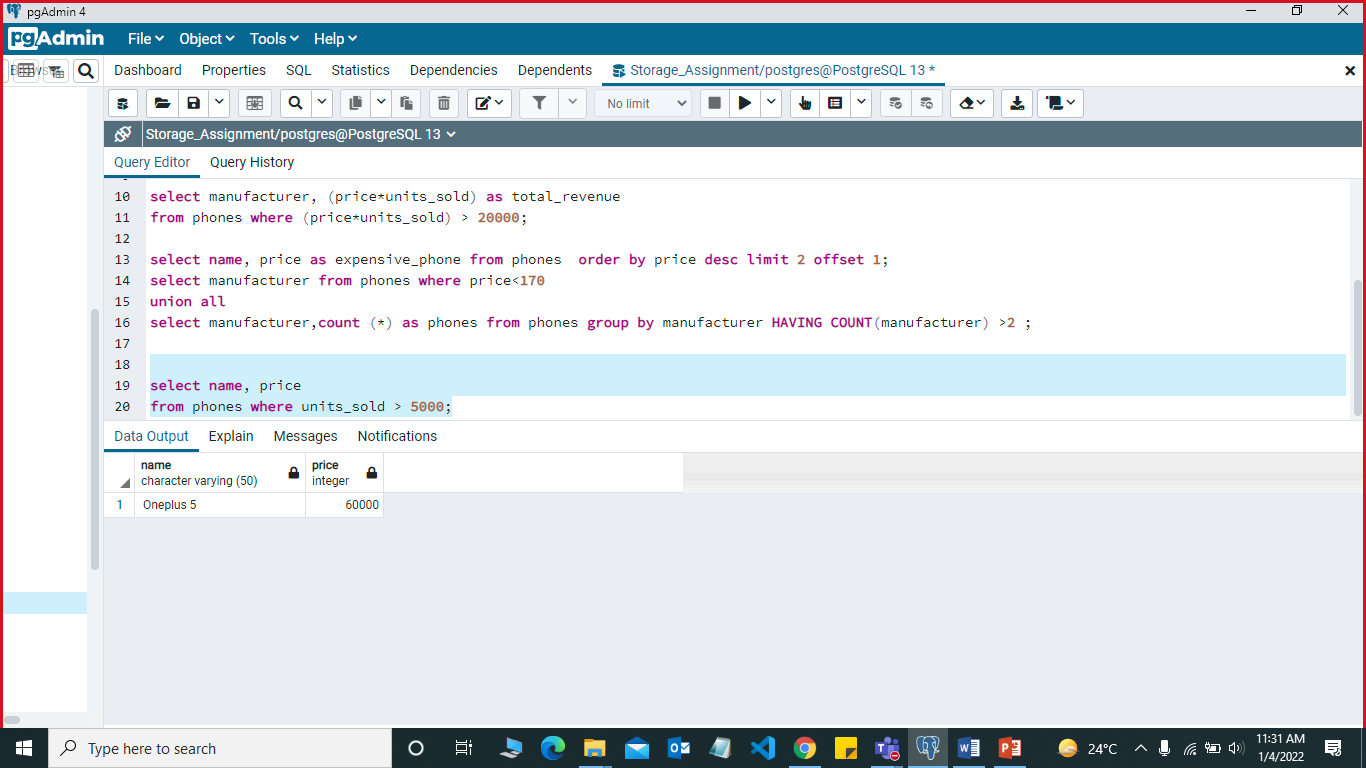 pgAdmin 4
pgAdmin File Object Tools Help
Dashboard Properties SQL Statistics Dependencies Dependents Storage_Assignment/postgres@PostgreSQL 13 *
No limit
Storage_Assignment/postgres@PostgreSQL 13
Query Editor Query History
10 select manufacturer, (price*units_sold) as total_revenue
11 from phones where (price*units_sold) > 20000;
12
13 select name, price as expensive_phone from phones  order by price desc limit 2 offset 1;
14 select manufacturer from phones where price<170
15 union all
16 select manufacturer,count (*) as phones from phones group by manufacturer HAVING COUNT(manufacturer) >2 ;
17
18
19 select name, price
20 from phones where units_sold > 5000;
Data Output Explain Messages Notifications
name price
character varying (50) integer
1 Oneplus 5 60000
Type here to search 24°C 11:31 AM
1/4/2022